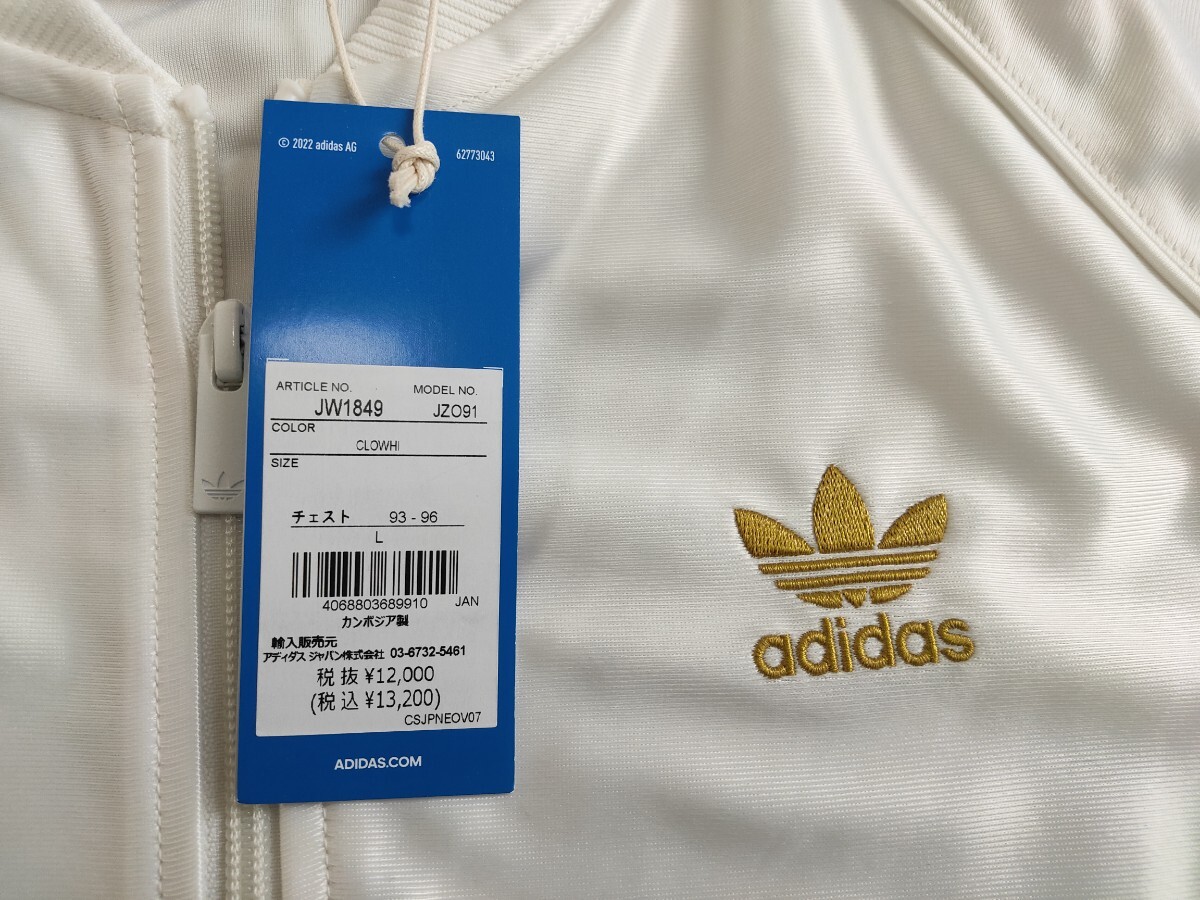 © 2022 adidas AG
62773043
ARTICLE NO. MODEL NO.
JW1849 JZO91
COLOR
CLOWHI
SIZE
チェスト 93 - 96
L
4068803689910 JAN
カンボジア製
輸入販売元
アディダス ジャパン株式会社 03-6732-5461
税抜 ¥12,000
(税込 ¥13,200)
CSJPNEOV07
ADIDAS.COM
adidas